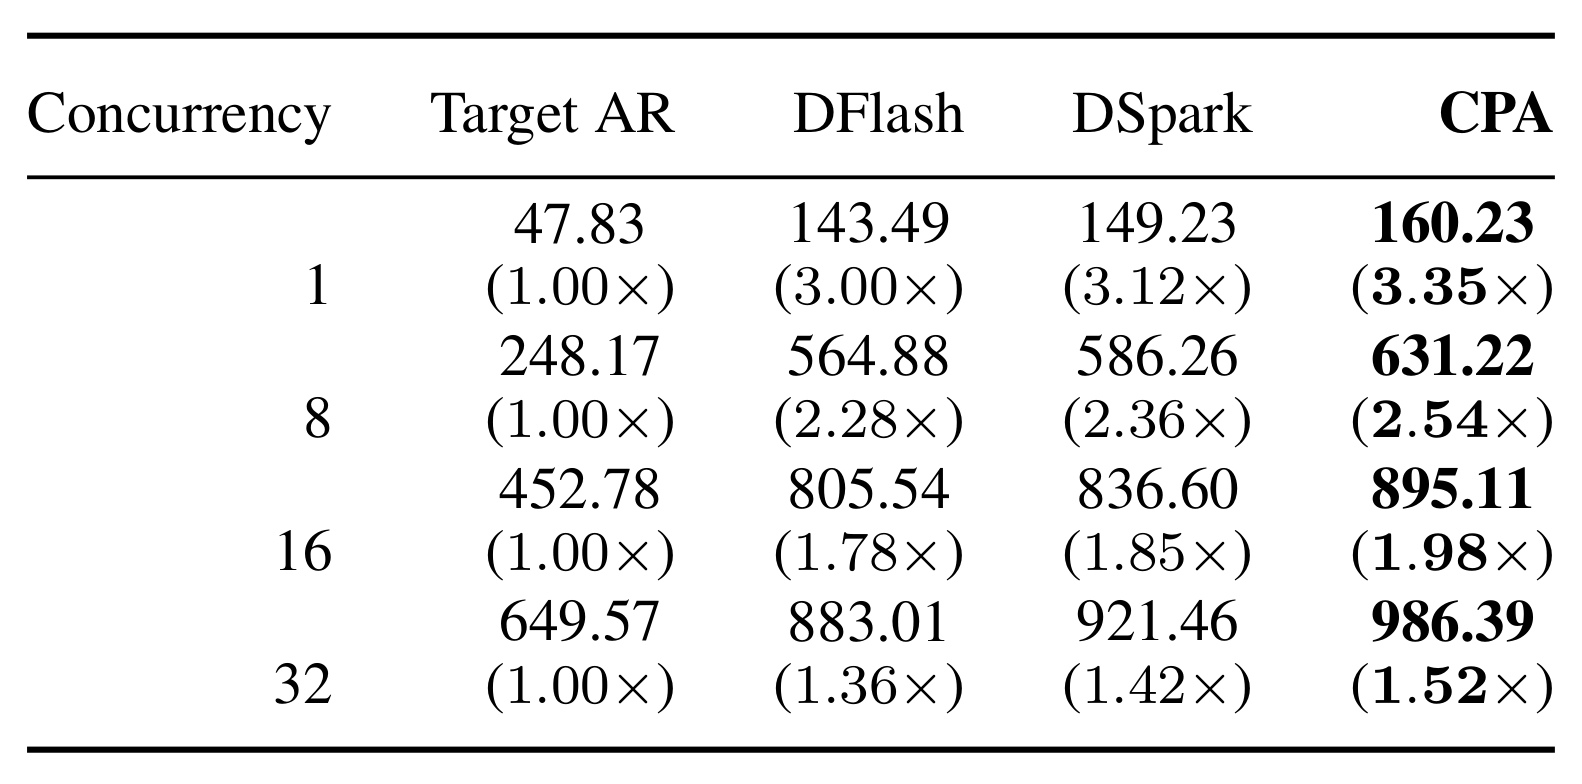 Concurrency Target AR DFlash DSpark CPA
47.83 143.49 149.23 160.23
1 (1.00×) (3.00×) (3.12×) (3.35×)
248.17 564.88 586.26 631.22
8 (1.00×) (2.28×) (2.36×) (2.54×)
452.78 805.54 836.60 895.11
16 (1.00×) (1.78×) (1.85×) (1.98×)
649.57 883.01 921.46 986.39
32 (1.00×) (1.36×) (1.42×) (1.52×)